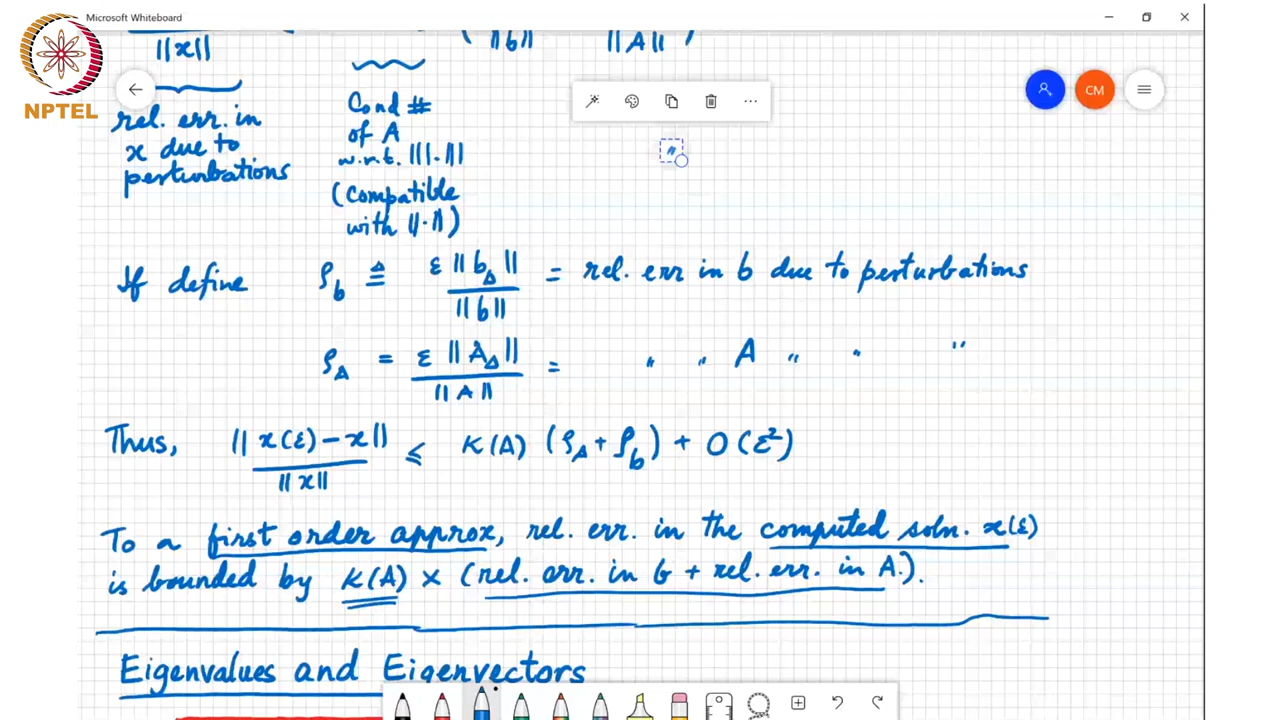 Microsoft Whiteboard
NPTEL
CM
||x|| ||b|| ||A||
rel. err. in
x due to
perturbations
Cond #
of A
w.r.t. |||.|||
(Compatible
with ||.||)
"
If define ρ_b ≜ ε ||b_Δ|| / ||b|| = rel. err in b due to perturbations
ρ_A = ε ||A_Δ|| / ||A|| = " " A " " "
Thus, ||x(ε) - x|| / ||x|| ≤ K(A) (ρ_A + ρ_b) + O(ε²)
To a first order approx, rel. err. in the computed soln. x(ε)
is bounded by K(A) × (rel. err. in b + rel. err. in A.).
Eigenvalues and Eigenvectors